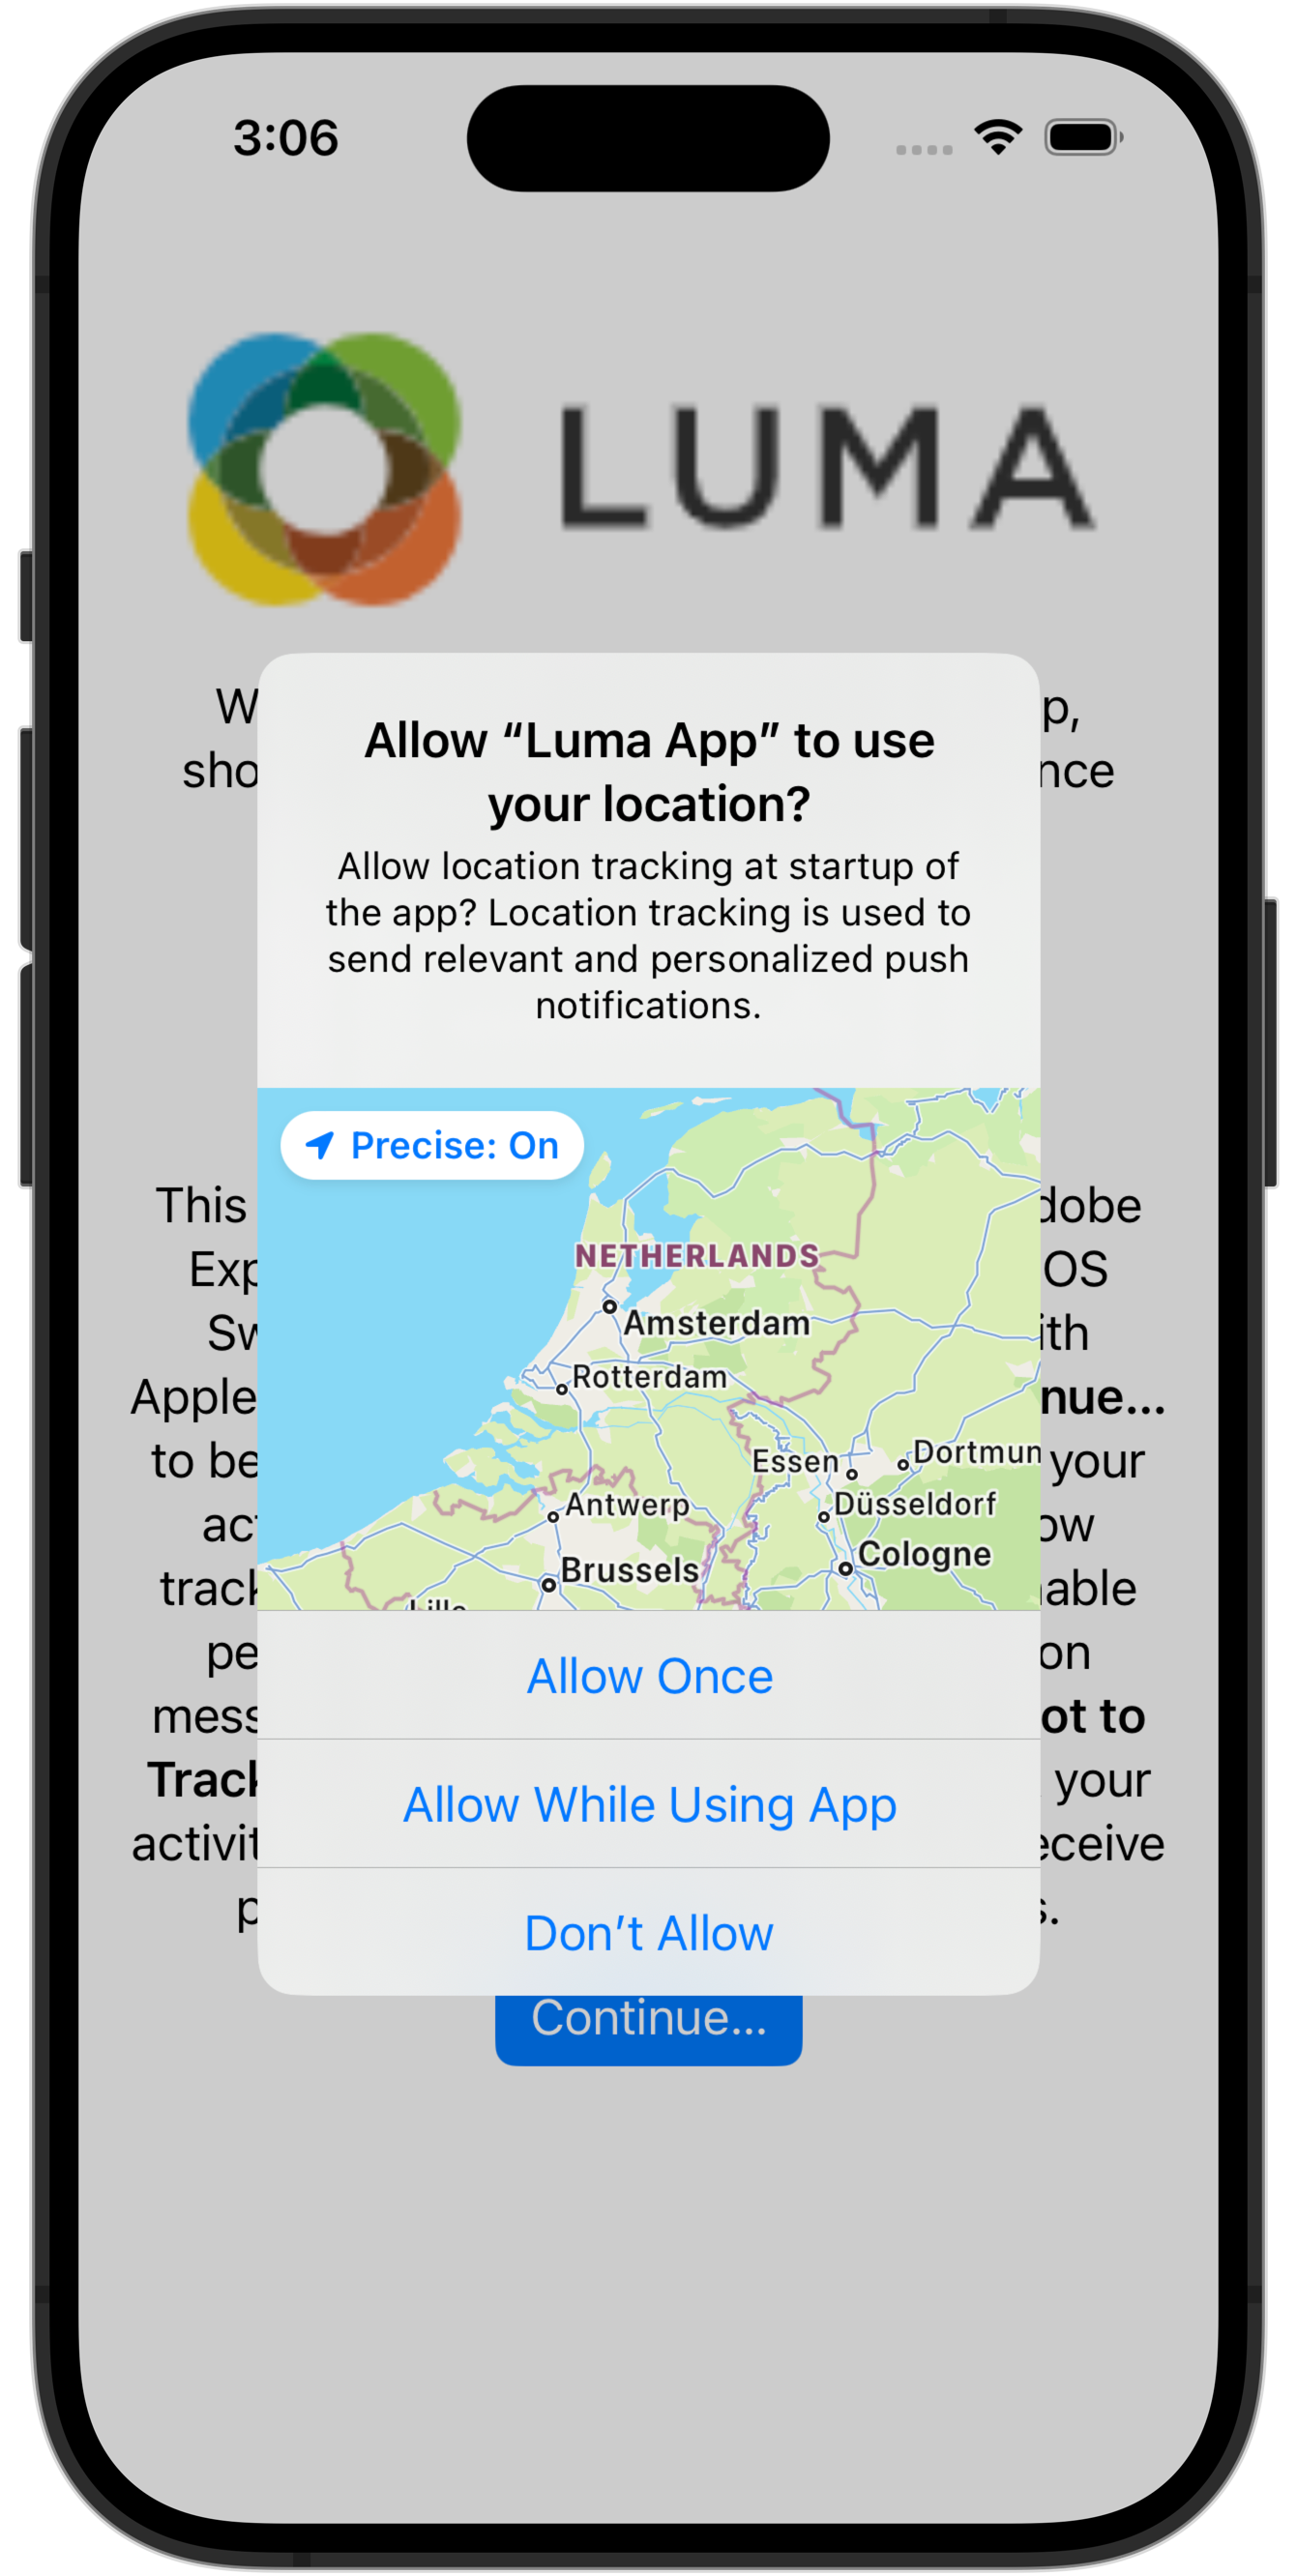 3:06
LUMA
W p,
sho nce
Allow “Luma App” to use
your location?
Allow location tracking at startup of
the app? Location tracking is used to
send relevant and personalized push
notifications.
Precise: On
NETHERLANDS
Amsterdam
Rotterdam
Essen
Dortmun
Antwerp
Düsseldorf
Brussels
Cologne
This dobe
Exp OS
Sw ith
Apple nue...
to be your
act ow
track able
pe on
mess ot to
Track your
activit eceive
p s.
Allow Once
Allow While Using App
Don’t Allow
Continue...